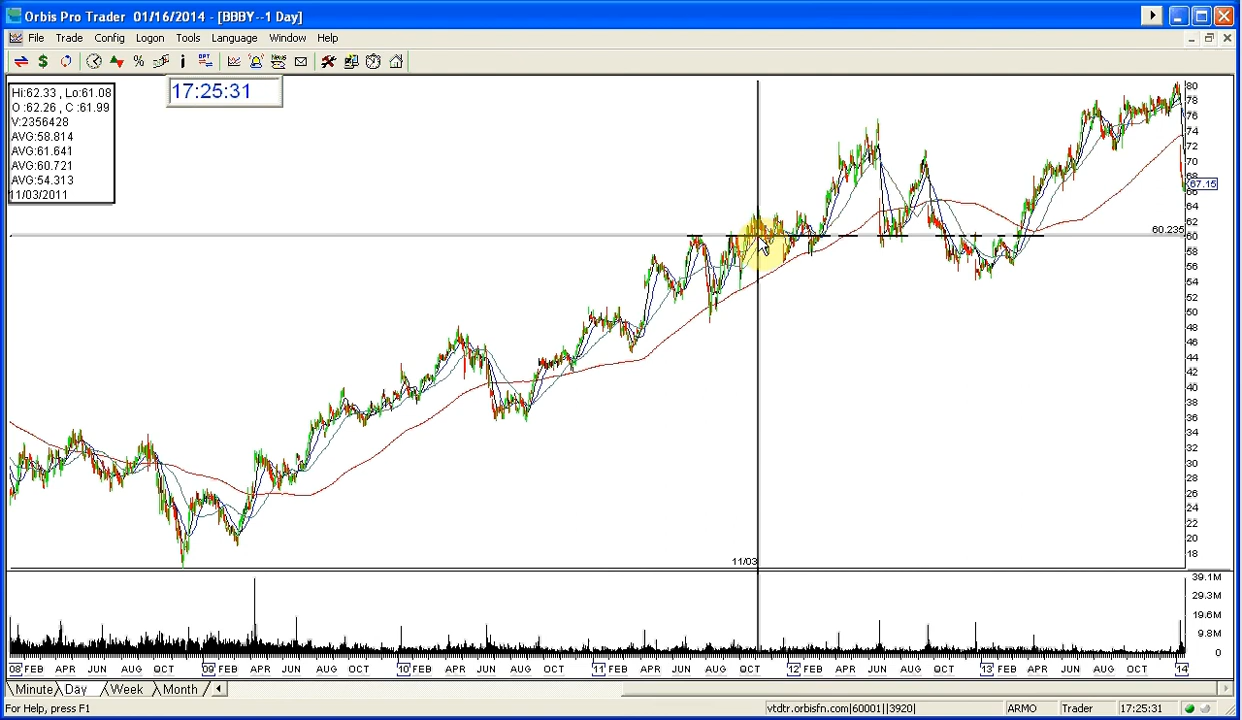 Orbis Pro Trader 01/16/2014 - [BBBY--1 Day]
File Trade Config Logon Tools Language Window Help
17:25:31
Hi:62.33 , Lo:61.08
O :62.26 , C :61.99
V:2356428
AVG:58.814
AVG:61.641
AVG:60.721
AVG:54.313
11/03/2011
80
78
76
74
72
70
68
67.15
66
64
62
60.235
60
58
56
54
52
50
48
46
44
42
40
38
36
34
32
30
28
26
24
22
20
18
11/03
39.1M
29.3M
19.6M
9.8M
0
08 FEB APR JUN AUG OCT 09 FEB APR JUN AUG OCT 10 FEB APR JUN AUG OCT 11 FEB APR JUN AUG OCT 12 FEB APR JUN AUG OCT 13 FEB APR JUN AUG OCT 14
Minute Day Week Month
For Help, press F1 vtdtr.orbisfn.com|60001||3920| ARMO Trader 17:25:31